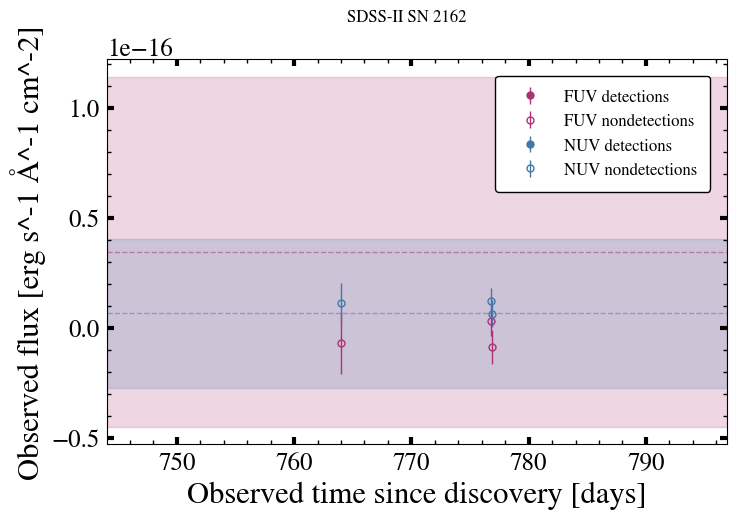 SDSS-II SN 2162
1e−16
Observed flux [erg s^-1 Å^-1 cm^-2]
1.0
0.5
0.0
−0.5
FUV detections
FUV nondetections
NUV detections
NUV nondetections
750 760 770 780 790
Observed time since discovery [days]